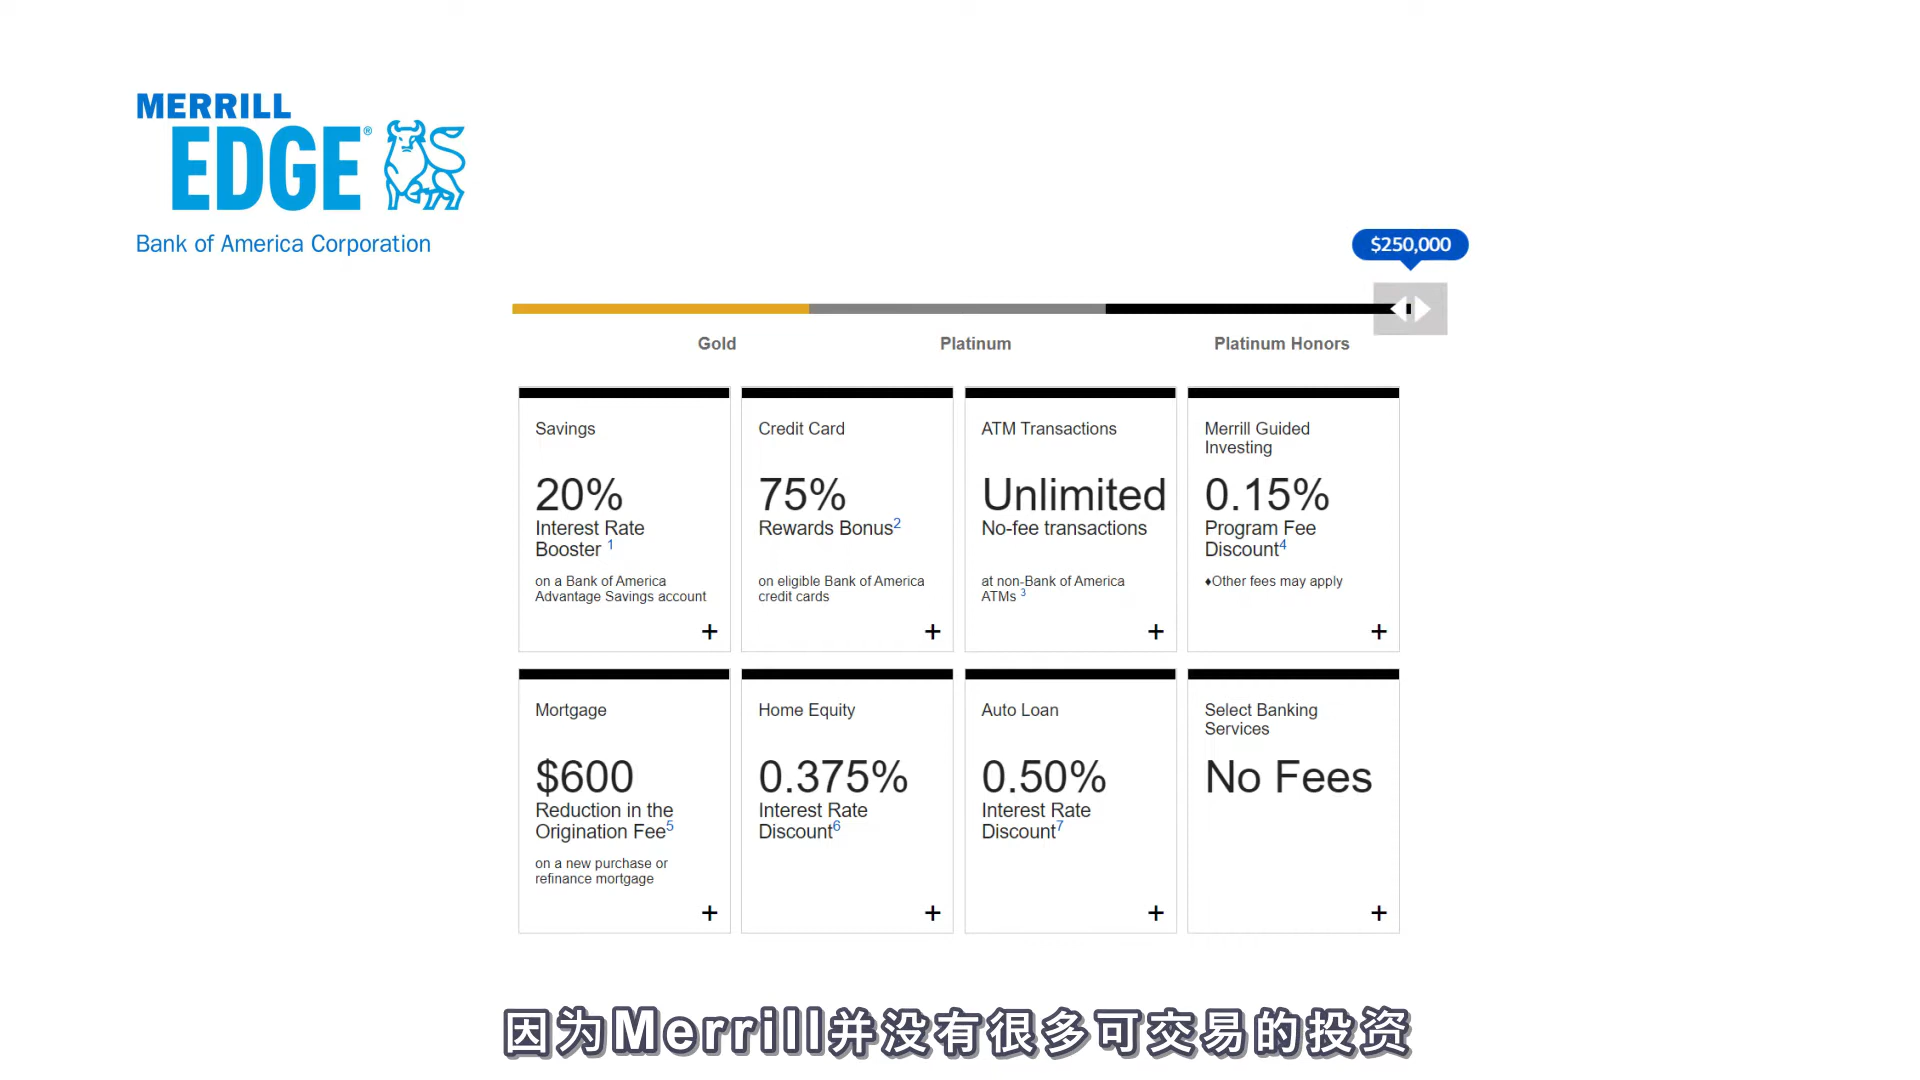 MERRILL
EDGE®
Bank of America Corporation
$250,000
Gold
Platinum
Platinum Honors
Savings
20%
Interest Rate
Booster 1
on a Bank of America
Advantage Savings account
+
Credit Card
75%
Rewards Bonus2
on eligible Bank of America
credit cards
+
ATM Transactions
Unlimited
No-fee transactions
at non-Bank of America
ATMs 3
+
Merrill Guided
Investing
0.15%
Program Fee
Discount4
♦Other fees may apply
+
Mortgage
$600
Reduction in the
Origination Fee5
on a new purchase or
refinance mortgage
+
Home Equity
0.375%
Interest Rate
Discount6
+
Auto Loan
0.50%
Interest Rate
Discount7
+
Select Banking
Services
No Fees
+
因为Merrill并没有很多可交易的投资